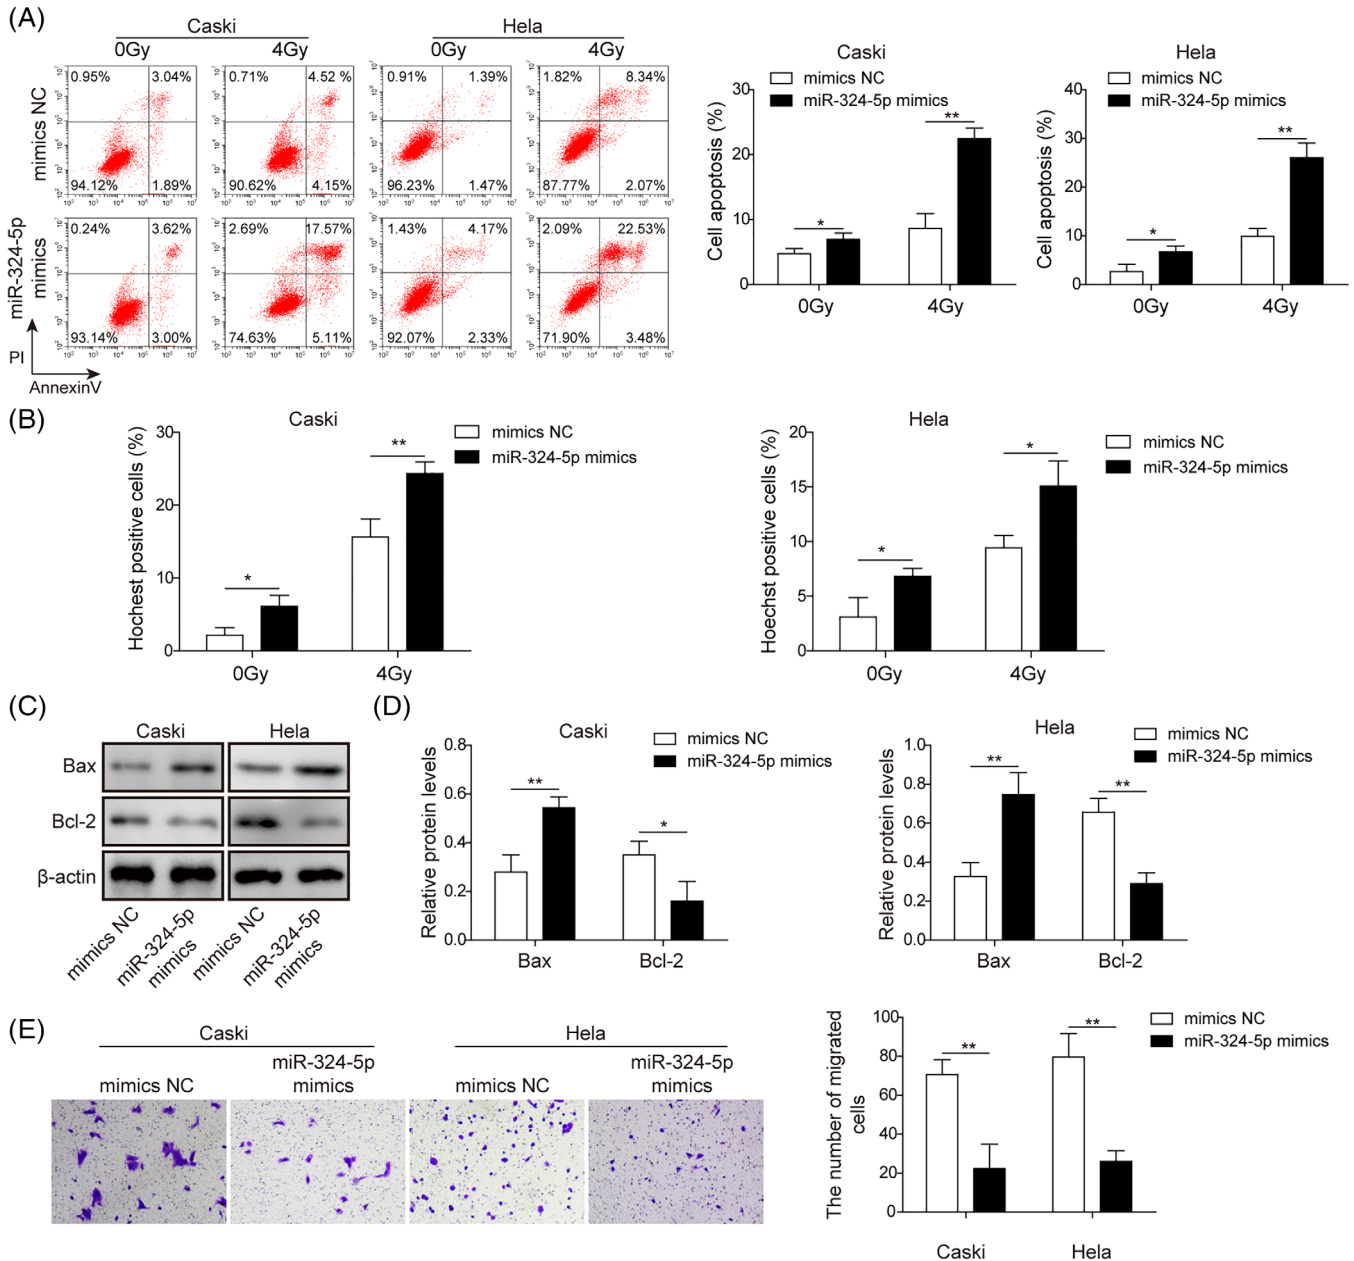 (A)
Caski
Hela
0Gy 4Gy 0Gy 4Gy
mimics NC
0.95% 3.04% 0.71% 4.52 % 0.91% 1.39% 1.82% 8.34%
94.12% 1.89% 90.62% 4.15% 96.23% 1.47% 87.77% 2.07%
miR-324-5p
mimics
0.24% 3.62% 2.69% 17.57% 1.43% 4.17% 2.09% 22.53%
93.14% 3.00% 74.63% 5.11% 92.07% 2.33% 71.90% 3.48%
PI
AnnexinV
Caski
mimics NC
miR-324-5p mimics
Cell apoptosis (%)
30
20
10
0
* **
0Gy 4Gy
Hela
mimics NC
miR-324-5p mimics
Cell apoptosis (%)
40
30
20
10
0
* **
0Gy 4Gy
(B)
Caski
mimics NC
miR-324-5p mimics
Hochest positive cells (%)
30
20
10
0
* **
0Gy 4Gy
Hela
mimics NC
miR-324-5p mimics
Hoechst positive cells (%)
20
15
10
5
0
* *
0Gy 4Gy
(C)
Caski Hela
Bax
Bcl-2
β-actin
mimics NC
miR-324-5p
mimics
mimics NC
miR-324-5p
mimics
(D)
Caski
mimics NC
miR-324-5p mimics
Relative protein levels
0.8
0.6
0.4
0.2
0.0
** *
Bax Bcl-2
Hela
mimics NC
miR-324-5p mimics
Relative protein levels
1.0
0.8
0.6
0.4
0.2
0.0
** **
Bax Bcl-2
(E)
Caski
Hela
mimics NC
miR-324-5p
mimics
mimics NC
miR-324-5p
mimics
mimics NC
miR-324-5p mimics
The number of migrated
cells
100
80
60
40
20
0
** **
Caski Hela